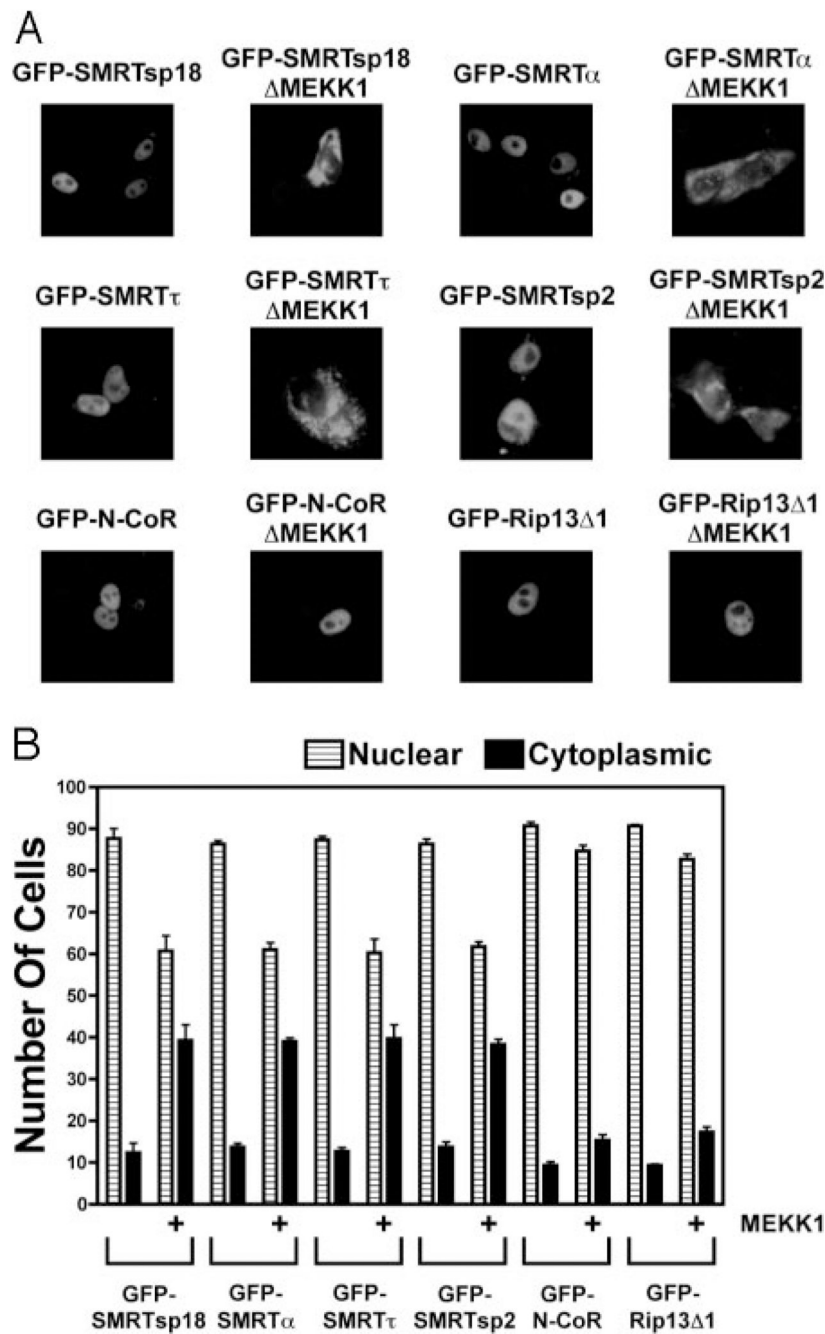 A
GFP-SMRTsp18
GFP-SMRTsp18
ΔMEKK1
GFP-SMRTα
GFP-SMRTα
ΔMEKK1
GFP-SMRTτ
GFP-SMRTτ
ΔMEKK1
GFP-SMRTsp2
GFP-SMRTsp2
ΔMEKK1
GFP-N-CoR
GFP-N-CoR
ΔMEKK1
GFP-Rip13Δ1
GFP-Rip13Δ1
ΔMEKK1
B
Nuclear Cytoplasmic
Number Of Cells
100
90
80
70
60
50
40
30
20
10
0
+ + + + + + MEKK1
GFP- GFP- GFP- GFP- GFP- GFP-
SMRTsp18 SMRTα SMRTτ SMRTsp2 N-CoR Rip13Δ1